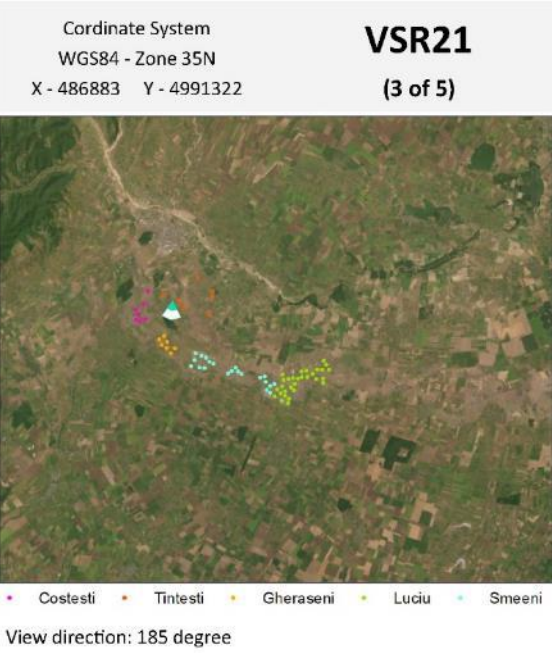 Cordinate System
WGS84 - Zone 35N
X - 486883 Y - 4991322
VSR21
(3 of 5)
Costesti Tintesti Gheraseni Luciu Smeeni
View direction: 185 degree